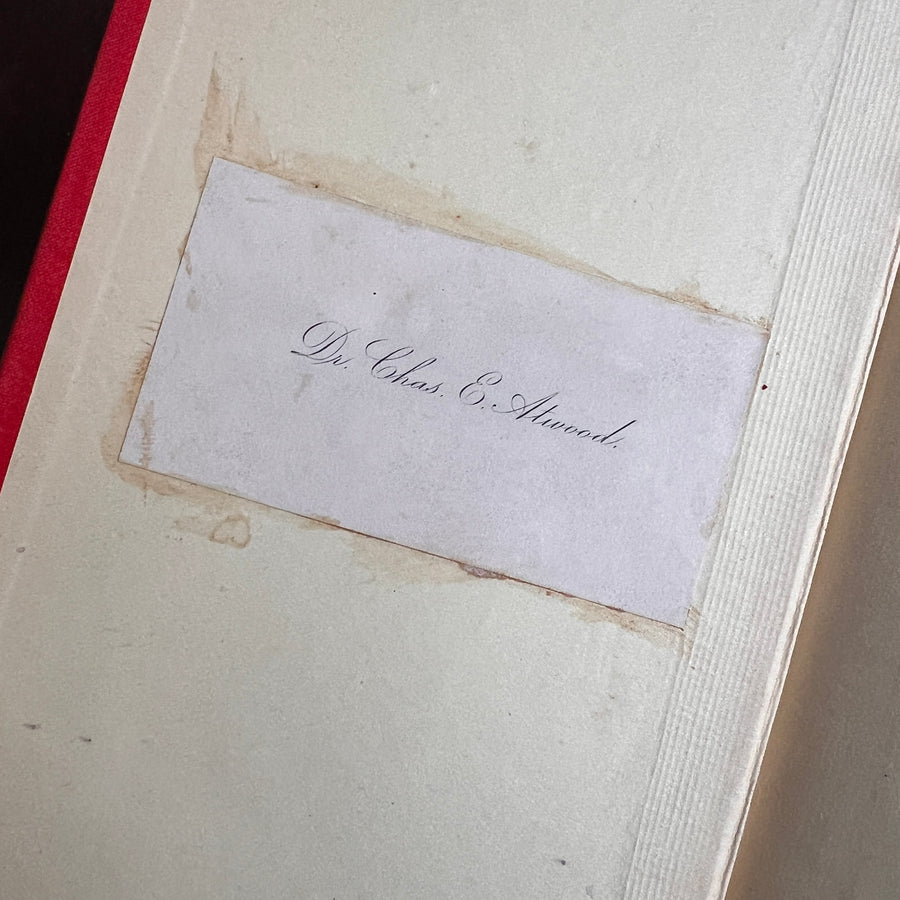 Dr. Chas. E. Atwood.